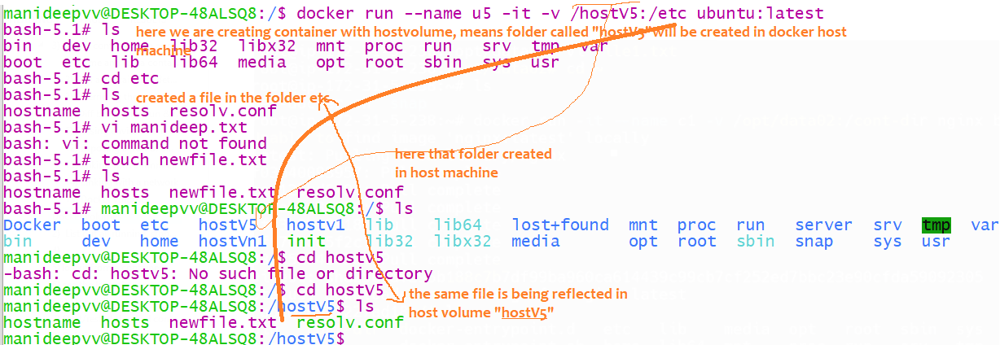 manideepvv@DESKTOP-48ALSQ8:/$ docker run --name u5 -it -v /hostV5:/etc ubuntu:latest
bash-5.1# ls
here we are creating container with hostvolume, means folder called "hostV5" will be created in docker host
machine
bin dev home lib32 libx32 mnt proc run srv tmp var
boot etc lib lib64 media opt root sbin sys usr
bash-5.1# cd etc
bash-5.1# ls
created a file in the folder etc
hostname hosts resolv.conf
bash-5.1# vi manideep.txt
bash: vi: command not found
bash-5.1# touch newfile.txt
here that folder created
in host machine
bash-5.1# ls
hostname hosts newfile.txt resolv.conf
bash-5.1# manideepvv@DESKTOP-48ALSQ8:/$ ls
Docker boot etc hostV5 hostv1 lib lib64 lost+found mnt proc run server srv tmp var
bin dev home hostVn1 init lib32 libx32 media opt root sbin snap sys usr
manideepvv@DESKTOP-48ALSQ8:/$ cd hostv5
-bash: cd: hostv5: No such file or directory
manideepvv@DESKTOP-48ALSQ8:/$ cd hostV5
the same file is being reflected in
host volume "hostV5"
manideepvv@DESKTOP-48ALSQ8:/hostV5$ ls
hostname hosts newfile.txt resolv.conf
manideepvv@DESKTOP-48ALSQ8:/hostV5$